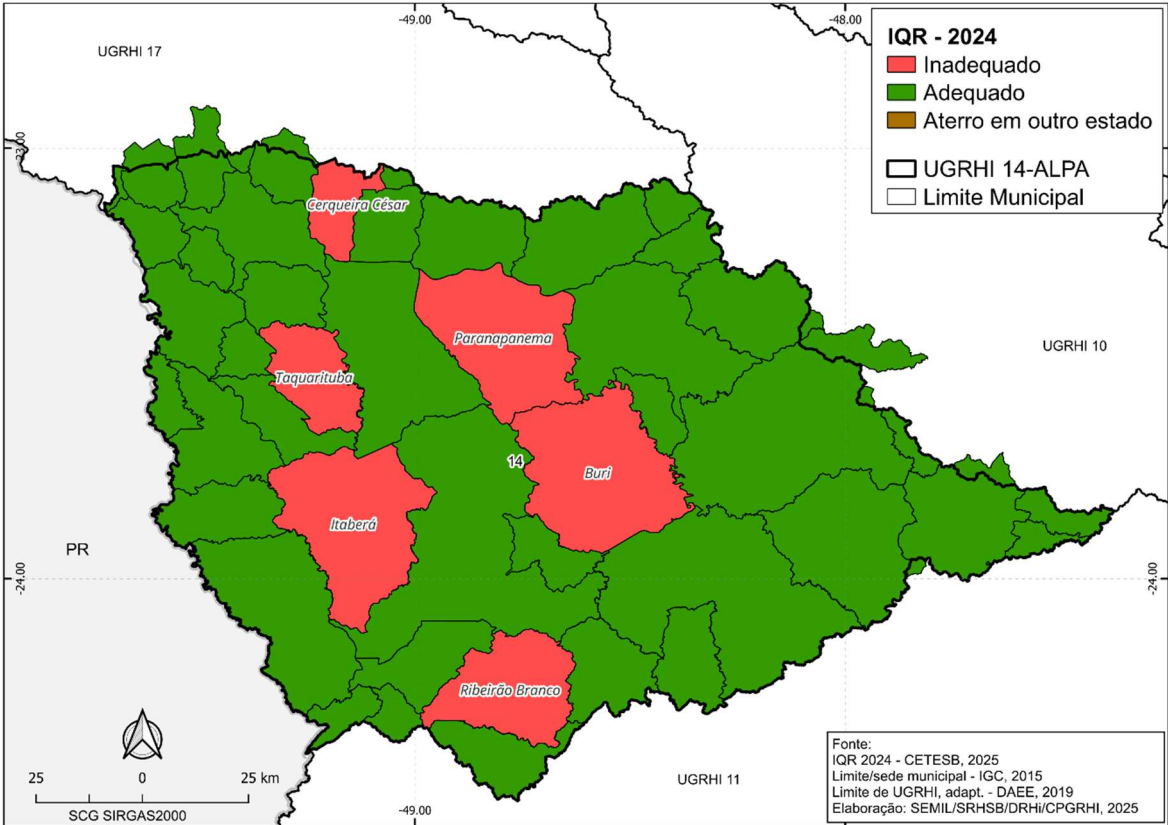 -49.00
-48.00
UGRHI 17
IQR - 2024
Inadequado
Adequado
Aterro em outro estado
UGRHI 14-ALPA
Limite Municipal
Cerqueira César
Paranapanema
UGRHI 10
Taquarituba
14
Buri
Itaberá
PR
-24.00
-24.00
Ribeirão Branco
25
0
25 km
SCG SIRGAS2000
-49.00
UGRHI 11
Fonte:
IQR 2024 - CETESB, 2025
Limite/sede municipal - IGC, 2015
Limite de UGRHI, adapt. - DAEE, 2019
Elaboração: SEMIL/SRHSB/DRHi/CPGRHI, 2025